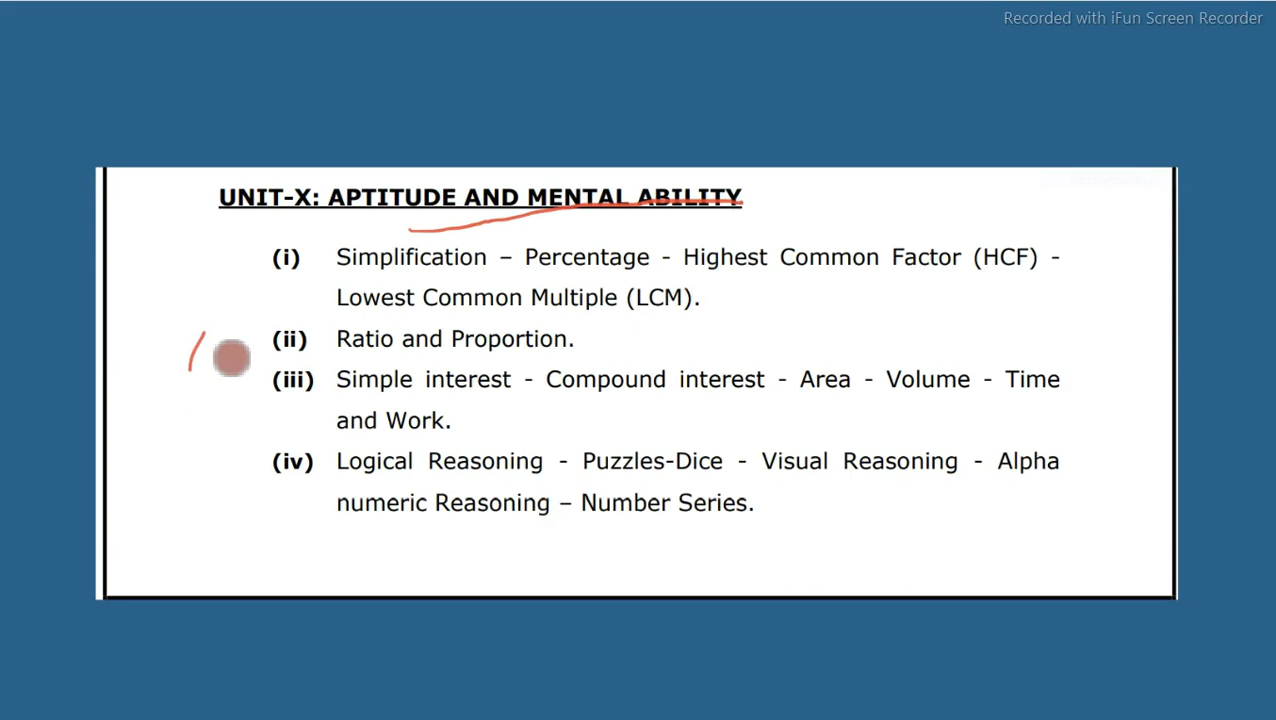 Recorded with iFun Screen Recorder
UNIT-X: APTITUDE AND MENTAL ABILITY
(i) Simplification – Percentage - Highest Common Factor (HCF) -
Lowest Common Multiple (LCM).
(ii) Ratio and Proportion.
(iii) Simple interest - Compound interest - Area - Volume - Time
and Work.
(iv) Logical Reasoning - Puzzles-Dice - Visual Reasoning - Alpha
numeric Reasoning – Number Series.